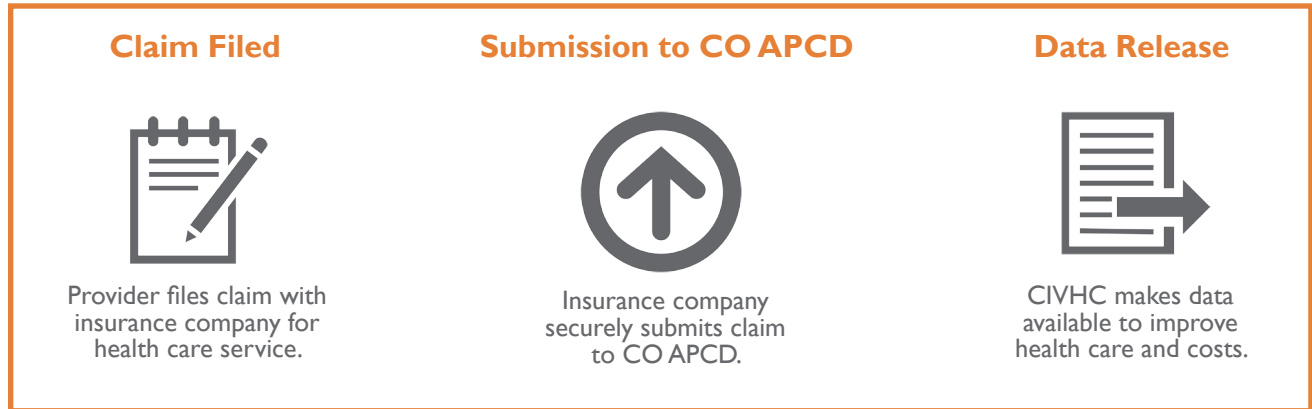 Claim Filed
Provider files claim with
insurance company for
health care service.
Submission to CO APCD
Insurance company
securely submits claim
to CO APCD.
Data Release
CIVHC makes data
available to improve
health care and costs.